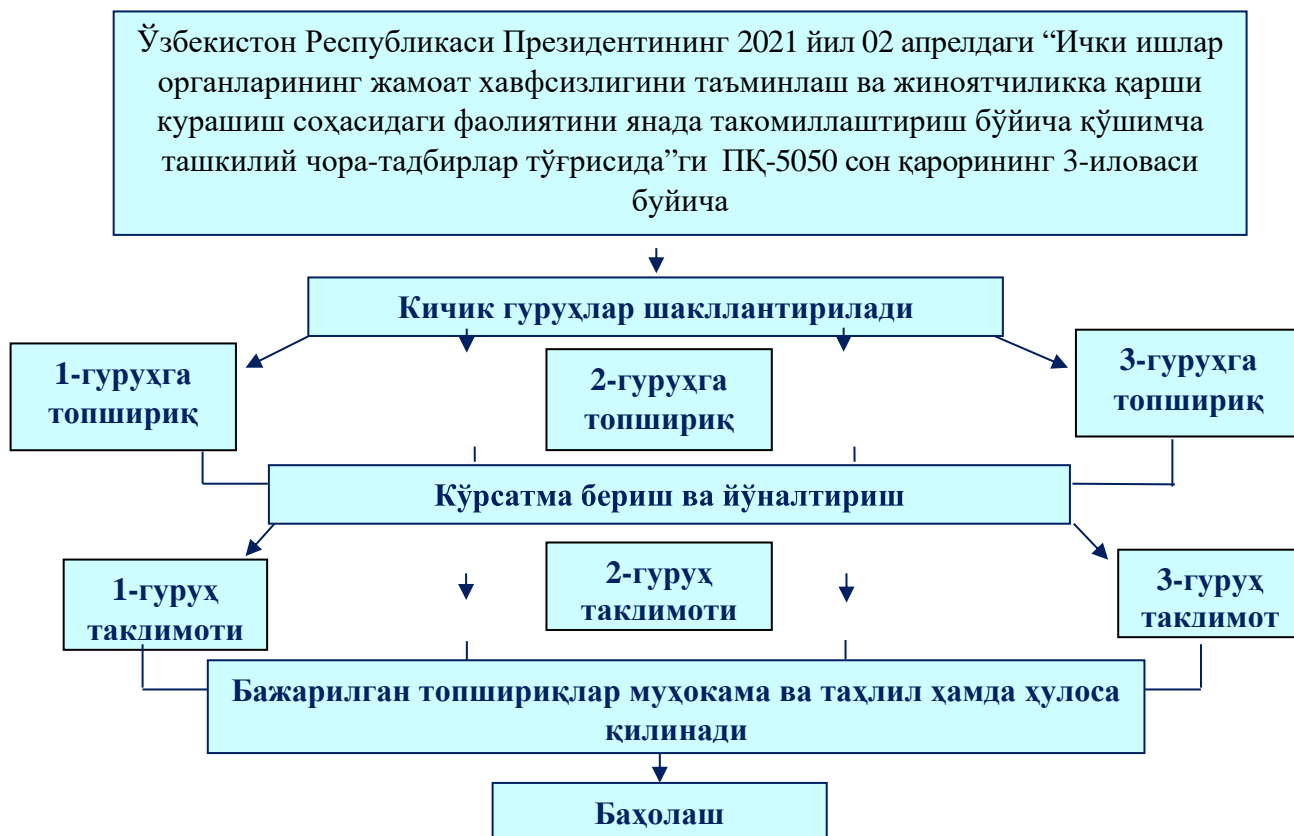 Ўзбекистон Республикаси Президентининг 2021 йил 02 апрелдаги “Ички ишлар
органларининг жамоат хавфсизлигини таъминлаш ва жиноятчиликка қарши
курашиш соҳасидаги фаолиятини янада такомиллаштириш бўйича қўшимча
ташкилий чора-тадбирлар тўғрисида”ги ПҚ-5050 сон қарорининг 3-иловаси
буйича
Кичик гуруҳлар шакллантирилади
1-гуруҳга
топшириқ
2-гуруҳга
топшириқ
3-гуруҳга
топшириқ
Кўрсатма бериш ва йўналтириш
1-гуруҳ
такдимоти
2-гуруҳ
такдимоти
3-гуруҳ
такдимот
Бажарилган топшириқлар муҳокама ва таҳлил ҳамда ҳулоса
қилинади
Баҳолаш